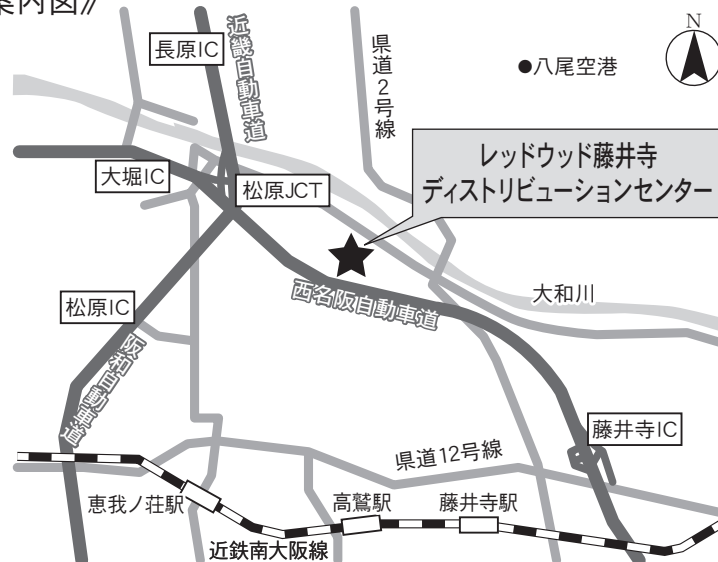 案内図》
長原IC
近畿自動車道
県道2号線
●八尾空港
N
レッドウッド藤井寺
ディストリビューションセンター
大堀IC
松原JCT
松原IC
西名阪自動車道
大和川
阪和自動車道
藤井寺IC
県道12号線
恵我ノ荘駅
高鷲駅
藤井寺駅
近鉄南大阪線